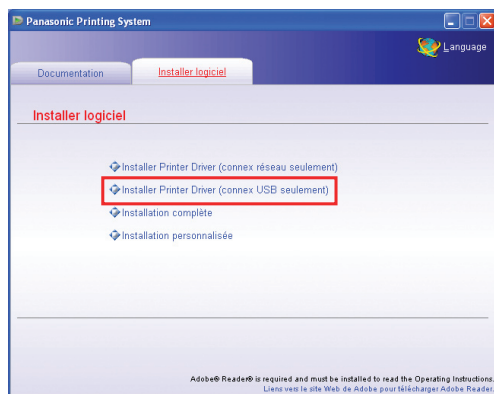 Panasonic Printing System
Language
Documentation
Installer logiciel
Installer logiciel
Installer Printer Driver (connex réseau seulement)
Installer Printer Driver (connex USB seulement)
Installation complète
Installation personnalisée
Adobe® Reader® is required and must be installed to read the Operating Instructions.
Liens vers le site Web de Adobe pour télécharger Adobe Reader.